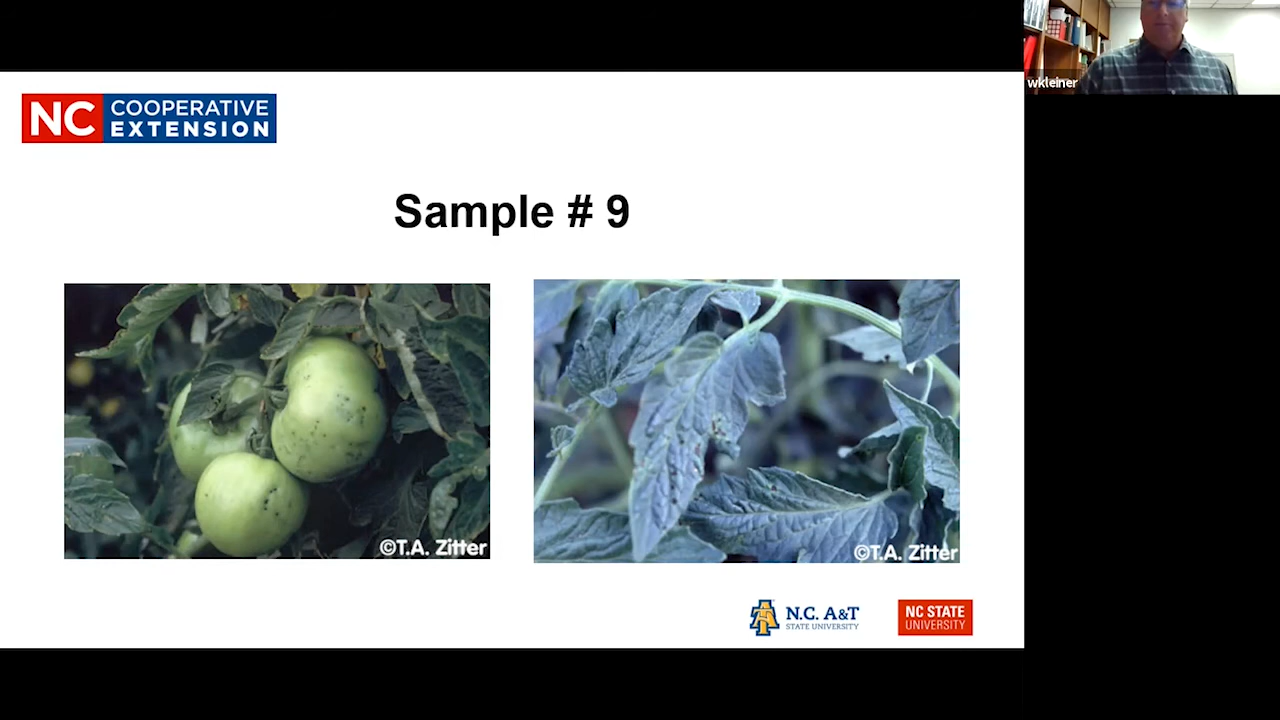 wkleiner
NC COOPERATIVE
EXTENSION
Sample # 9
©T.A. Zitter
©T.A. Zitter
N.C. A&T
STATE UNIVERSITY
NC STATE
UNIVERSITY